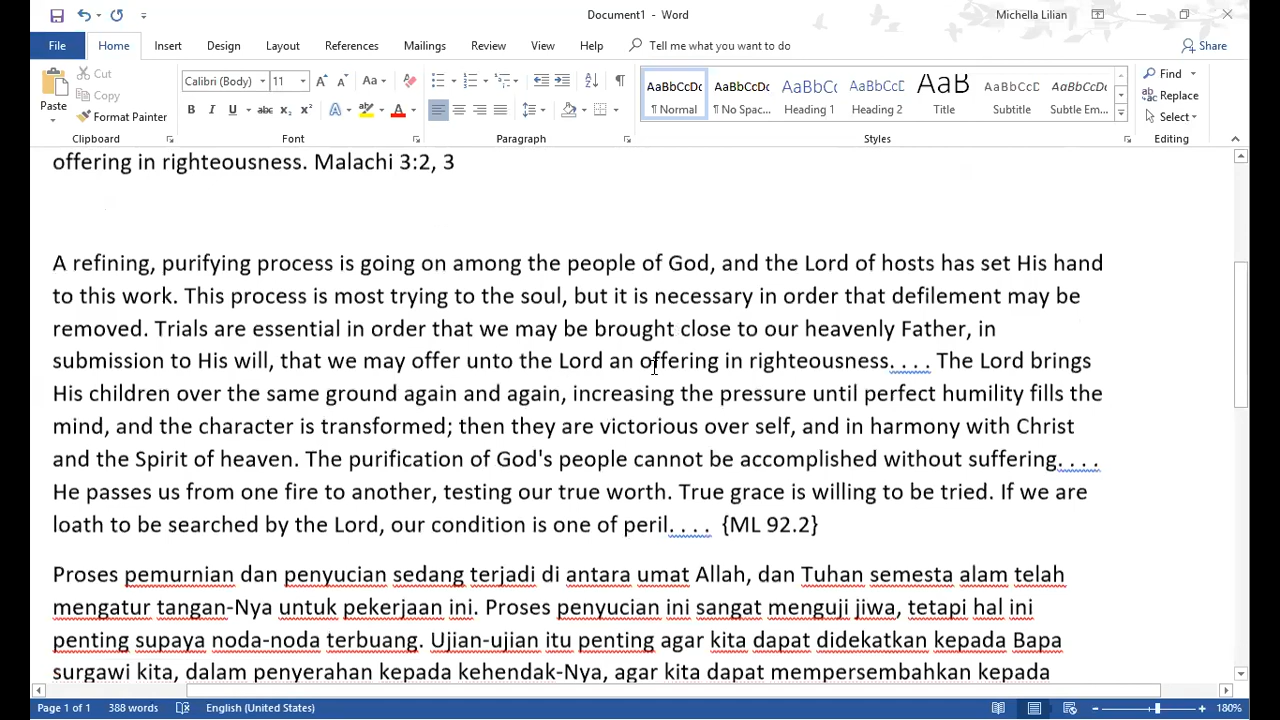 Document1 - Word
Michella Lilian
File Home Insert Design Layout References Mailings Review View Help Tell me what you want to do Share
Paste
Cut
Copy
Format Painter
Clipboard
Calibri (Body) 11
Aa
B I U abc x₂ x²
Font
Paragraph
AaBbCcDc AaBbCcDc AaBbCc AaBbCcD AaB AaBbCcD AaBbCcDc
¶ Normal ¶ No Spac... Heading 1 Heading 2 Title Subtitle Subtle Em...
Styles
Find
Replace
Select
Editing
offering in righteousness. Malachi 3:2, 3
A refining, purifying process is going on among the people of God, and the Lord of hosts has set His hand
to this work. This process is most trying to the soul, but it is necessary in order that defilement may be
removed. Trials are essential in order that we may be brought close to our heavenly Father, in
submission to His will, that we may offer unto the Lord an offering in righteousness. . . . The Lord brings
His children over the same ground again and again, increasing the pressure until perfect humility fills the
mind, and the character is transformed; then they are victorious over self, and in harmony with Christ
and the Spirit of heaven. The purification of God's people cannot be accomplished without suffering. . . .
He passes us from one fire to another, testing our true worth. True grace is willing to be tried. If we are
loath to be searched by the Lord, our condition is one of peril. . . . {ML 92.2}
Proses pemurnian dan penyucian sedang terjadi di antara umat Allah, dan Tuhan semesta alam telah
mengatur tangan-Nya untuk pekerjaan ini. Proses penyucian ini sangat menguji jiwa, tetapi hal ini
penting supaya noda-noda terbuang. Ujian-ujian itu penting agar kita dapat didekatkan kepada Bapa
surgawi kita, dalam penyerahan kepada kehendak-Nya, agar kita dapat mempersembahkan kepada
Page 1 of 1 388 words English (United States) 180%